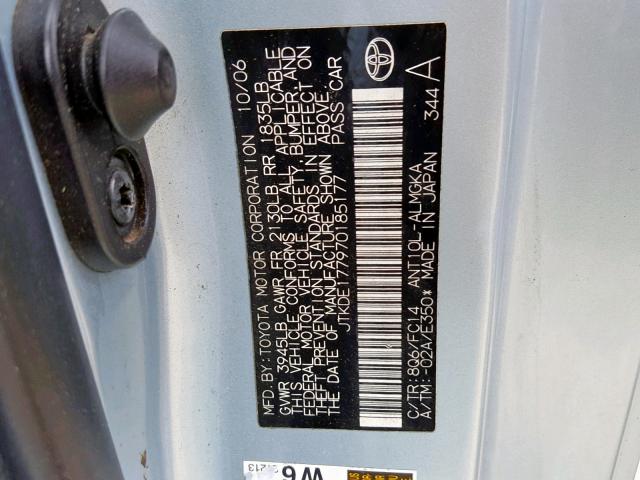 MFD.BY:TOYOTA MOTOR CORPORATION 10/06
GVWR 3945LB GAWR FR 2130LB RR 1835LB
THIS VEHICLE CONFORMS TO ALL APPLICABLE
FEDERAL MOTOR VEHICLE SAFETY,BUMPER,AND
THEFT PREVENTION STANDARDS IN EFFECT ON
THE DATE OF MANUFACTURE SHOWN ABOVE.
JTKDE177970185177 PASS CAR
C/TR:8Q6/FC14 ANT10L-ALMGKA 344 A
A/TM:-02A/E350* MADE IN JAPAN
W6